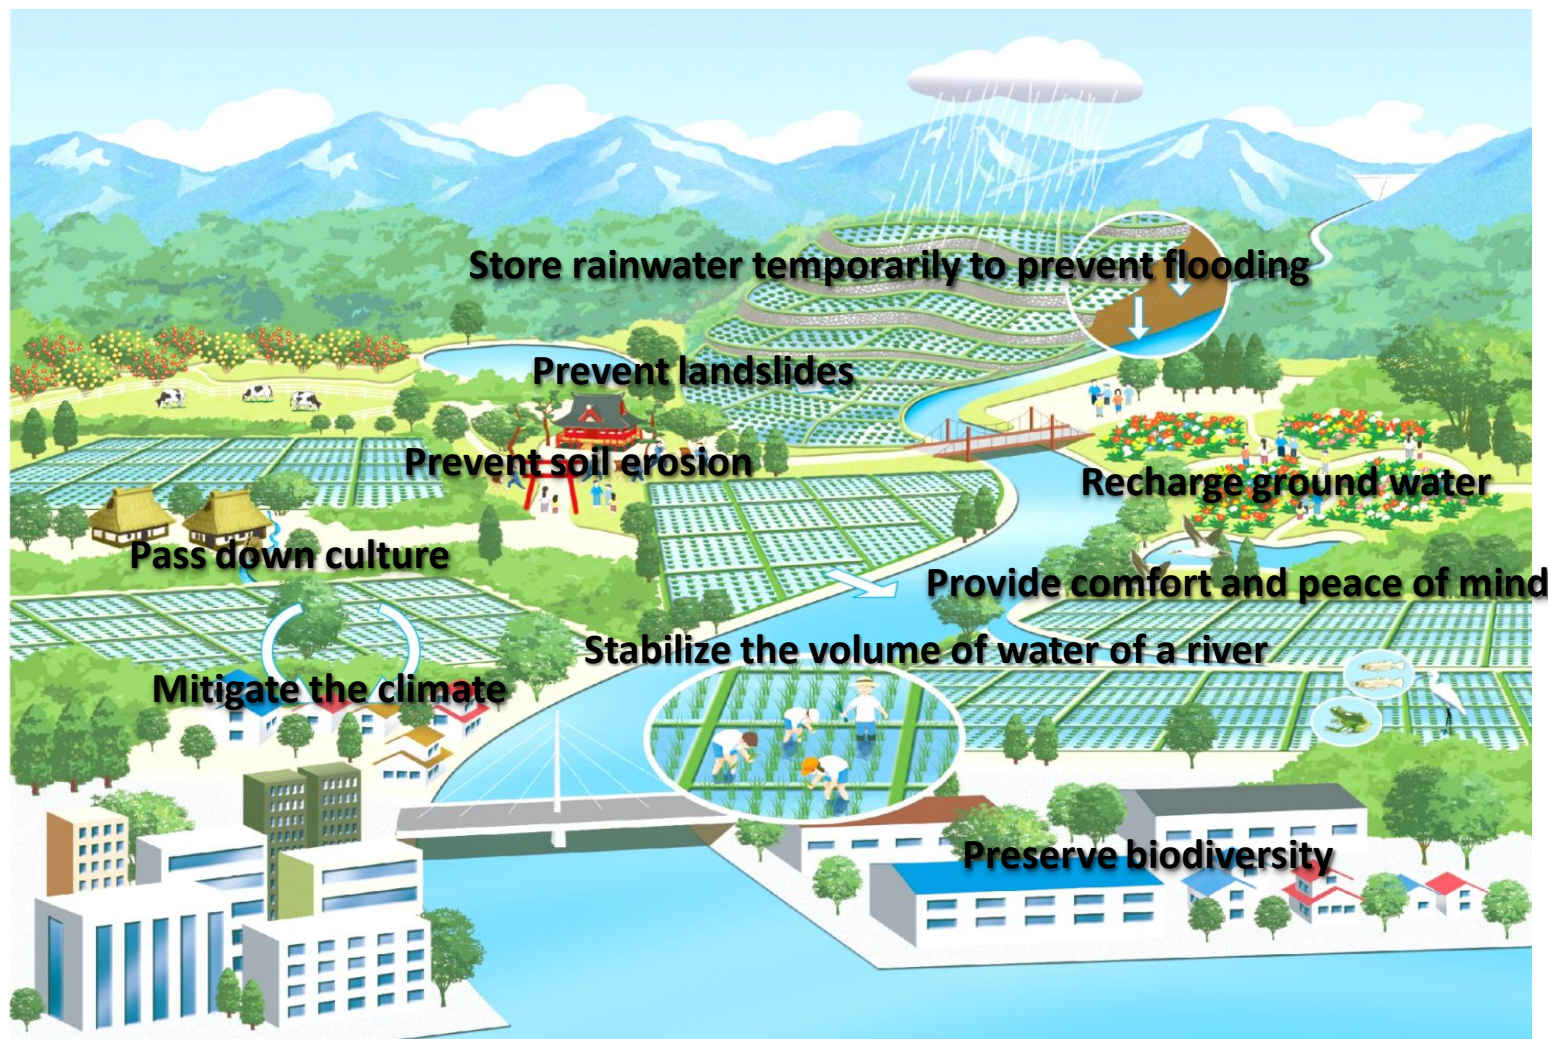 Store rainwater temporarily to prevent flooding
Prevent landslides
Prevent soil erosion
Recharge ground water
Pass down culture
Provide comfort and peace of mind
Stabilize the volume of water of a river
Mitigate the climate
Preserve biodiversity